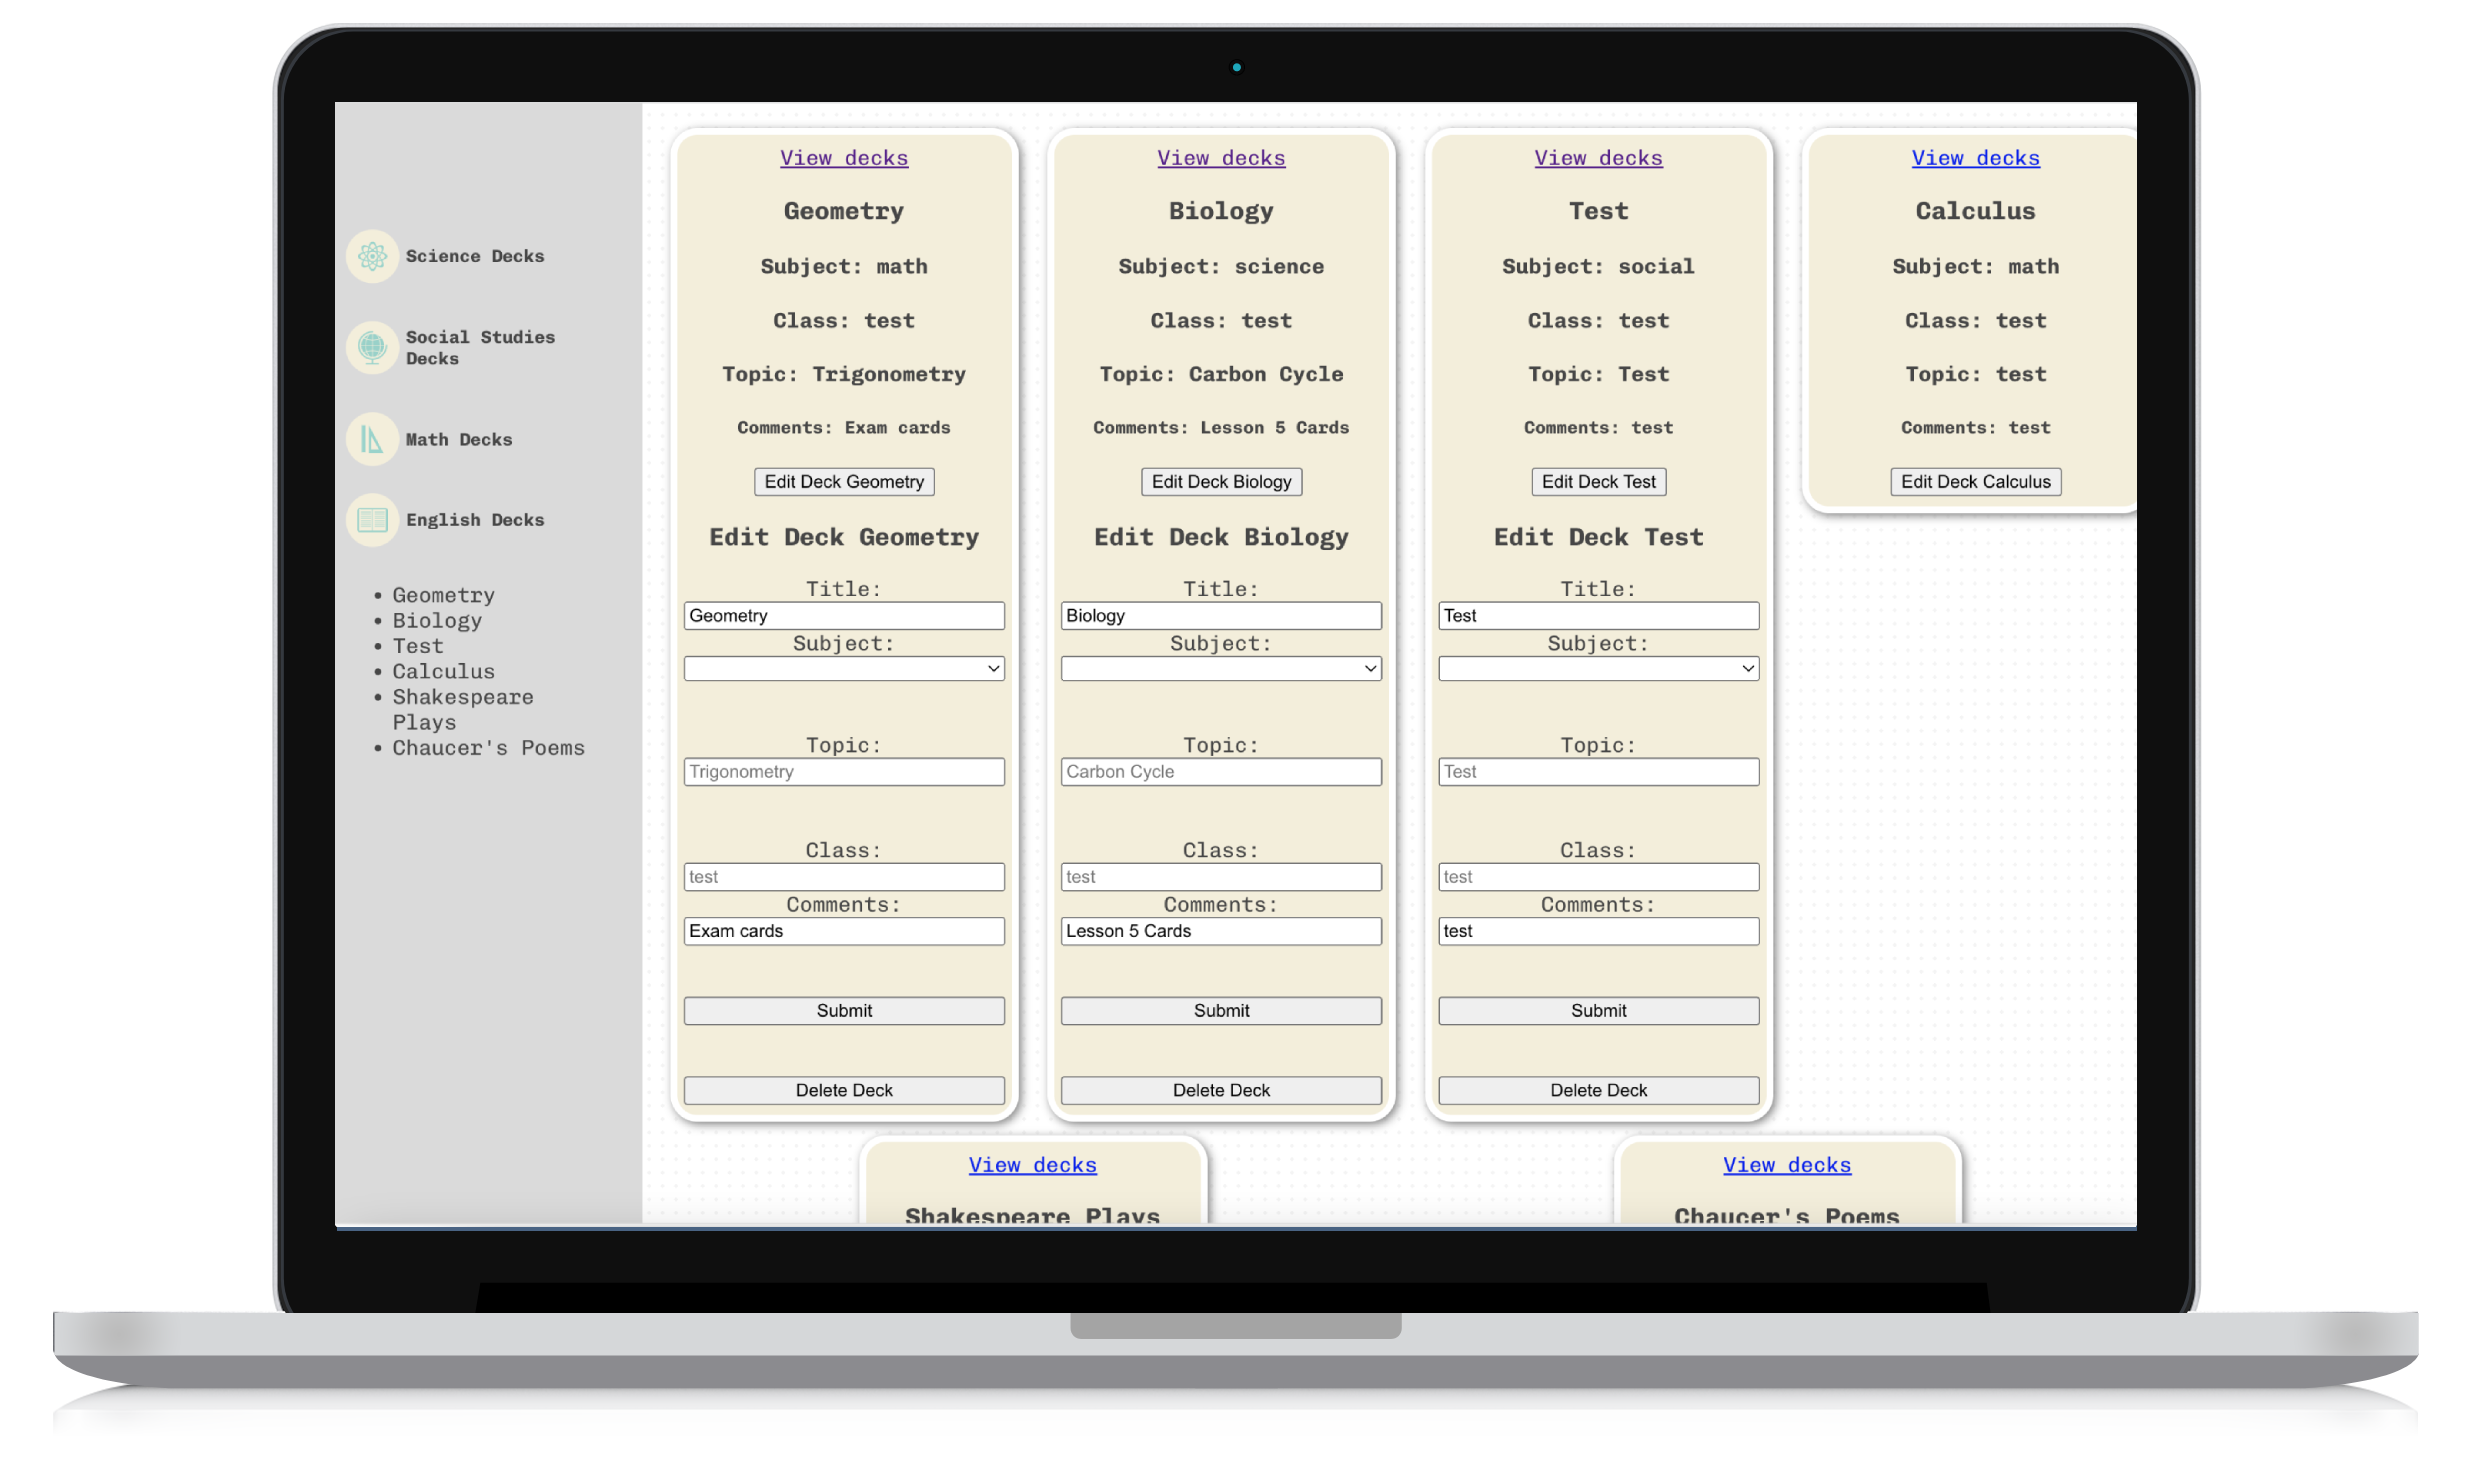 Science Decks
Social Studies
Decks
Math Decks
English Decks
Geometry
Biology
Test
Calculus
Shakespeare
Plays
Chaucer's Poems
View decks
Geometry
Subject: math
Class: test
Topic: Trigonometry
Comments: Exam cards
Edit Deck Geometry
Edit Deck Geometry
Title:
Geometry
Subject:
Topic:
Trigonometry
Class:
test
Comments:
Exam cards
Submit
Delete Deck
View decks
Biology
Subject: science
Class: test
Topic: Carbon Cycle
Comments: Lesson 5 Cards
Edit Deck Biology
Edit Deck Biology
Title:
Biology
Subject:
Topic:
Carbon Cycle
Class:
test
Comments:
Lesson 5 Cards
Submit
Delete Deck
View decks
Test
Subject: social
Class: test
Topic: Test
Comments: test
Edit Deck Test
Edit Deck Test
Title:
Test
Subject:
Topic:
Test
Class:
test
Comments:
test
Submit
Delete Deck
View decks
Calculus
Subject: math
Class: test
Topic: test
Comments: test
Edit Deck Calculus
View decks
Shakespeare Plays
View decks
Chaucer's Poems